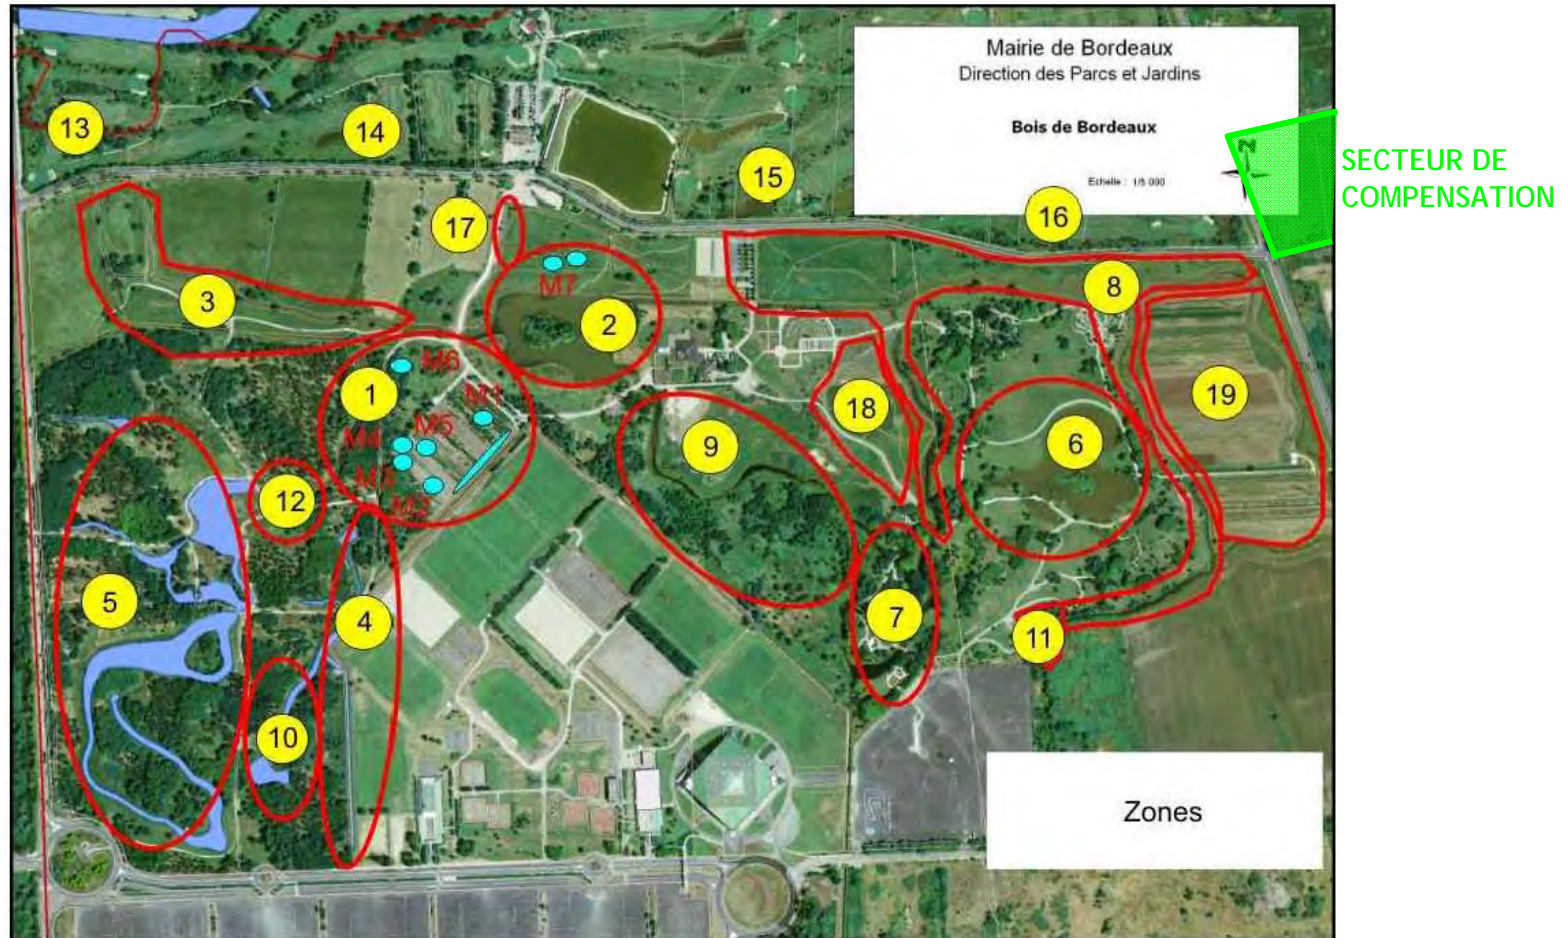 Mairie de Bordeaux
Direction des Parcs et Jardins
Bois de Bordeaux
Echelle : 1/5 000
N
SECTEUR DE
COMPENSATION
13
14
15
16
17
3
8
M7
2
1
M6
M1
19
18
M4
M5
9
6
M3
12
M2
5
4
7
11
10
Zones